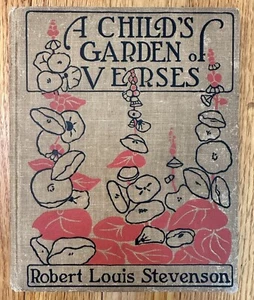 A CHILD'S
GARDEN of
VERSES
Robert Louis Stevenson